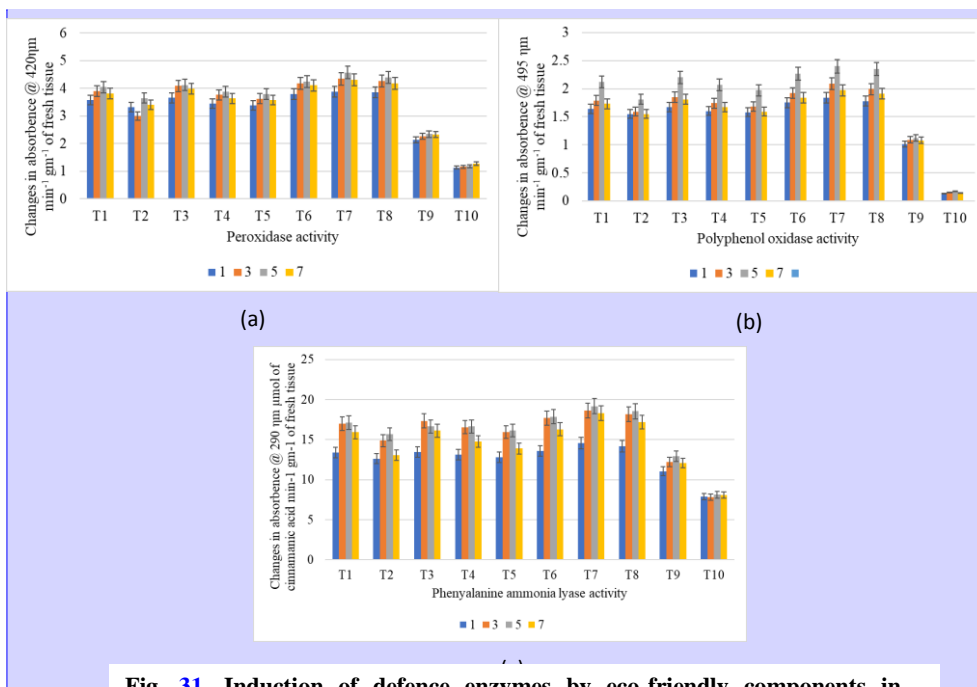 Changes in absorbence @ 420ηm
min⁻¹ gm⁻¹ of fresh tissue
6
5
4
3
2
1
0
T1 T2 T3 T4 T5 T6 T7 T8 T9 T10
Peroxidase activity
1 3 5 7
(a)
Changes in absorbence @ 495 ηm
min⁻¹ gm⁻¹ of fresh tissue
3
2.5
2
1.5
1
0.5
0
T1 T2 T3 T4 T5 T6 T7 T8 T9 T10
Polyphenol oxidase activity
1 3 5 7
(b)
Changes in absorbence @ 290 ηm μmol of
cinnamanic acid min-1 gm-1 of fresh tissue
25
20
15
10
5
0
T1 T2 T3 T4 T5 T6 T7 T8 T9 T10
Phenyalanine ammonia lyase activity
1 3 5 7
Fig. 31. Induction of defence enzymes by eco-friendly components in